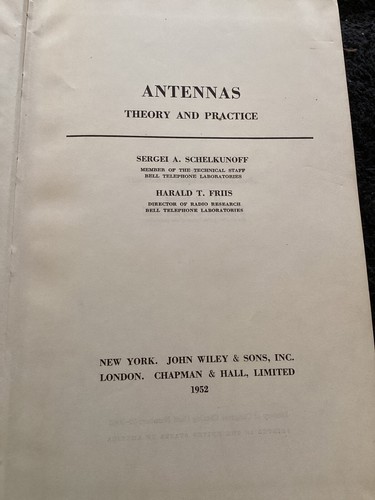 ANTENNAS
THEORY AND PRACTICE
SERGEI A. SCHELKUNOFF
MEMBER OF THE TECHNICAL STAFF
BELL TELEPHONE LABORATORIES
HARALD T. FRIIS
DIRECTOR OF RADIO RESEARCH
BELL TELEPHONE LABORATORIES
NEW YORK. JOHN WILEY & SONS, INC.
LONDON. CHAPMAN & HALL, LIMITED
1952